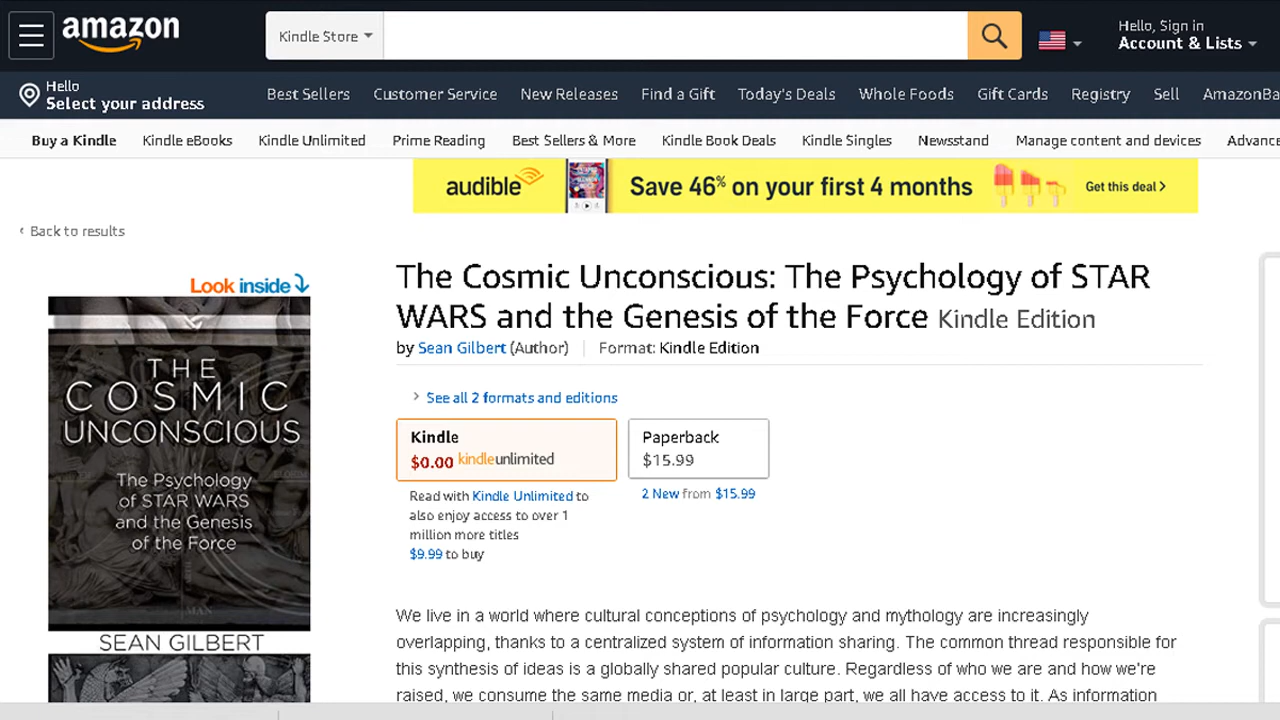 amazon
Kindle Store
Hello, Sign in
Account & Lists
Hello
Select your address
Best Sellers
Customer Service
New Releases
Find a Gift
Today's Deals
Whole Foods
Gift Cards
Registry
Sell
AmazonBa
Buy a Kindle
Kindle eBooks
Kindle Unlimited
Prime Reading
Best Sellers & More
Kindle Book Deals
Kindle Singles
Newsstand
Manage content and devices
Advance
audible
Save 46% on your first 4 months
Get this deal >
‹ Back to results
Look inside
THE
COSMIC
UNCONSCIOUS
The Psychology
of STAR WARS
and the Genesis
of the Force
MAN
SEAN GILBERT
The Cosmic Unconscious: The Psychology of STAR
WARS and the Genesis of the Force Kindle Edition
by Sean Gilbert (Author) | Format: Kindle Edition
› See all 2 formats and editions
Kindle
$0.00 kindleunlimited
Read with Kindle Unlimited to
also enjoy access to over 1
million more titles
$9.99 to buy
Paperback
$15.99
2 New from $15.99
We live in a world where cultural conceptions of psychology and mythology are increasingly
overlapping, thanks to a centralized system of information sharing. The common thread responsible for
this synthesis of ideas is a globally shared popular culture. Regardless of who we are and how we're
raised, we consume the same media or, at least in large part, we all have access to it. As information